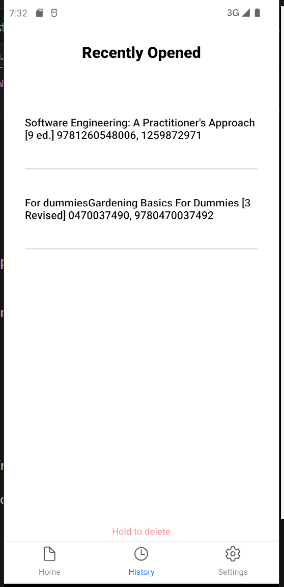 7:32
3G
Recently Opened
Software Engineering: A Practitioner's Approach
[9 ed.] 9781260548006, 1259872971
For dummiesGardening Basics For Dummies [3
Revised] 0470037490, 9780470037492
Hold to delete
Home
History
Settings